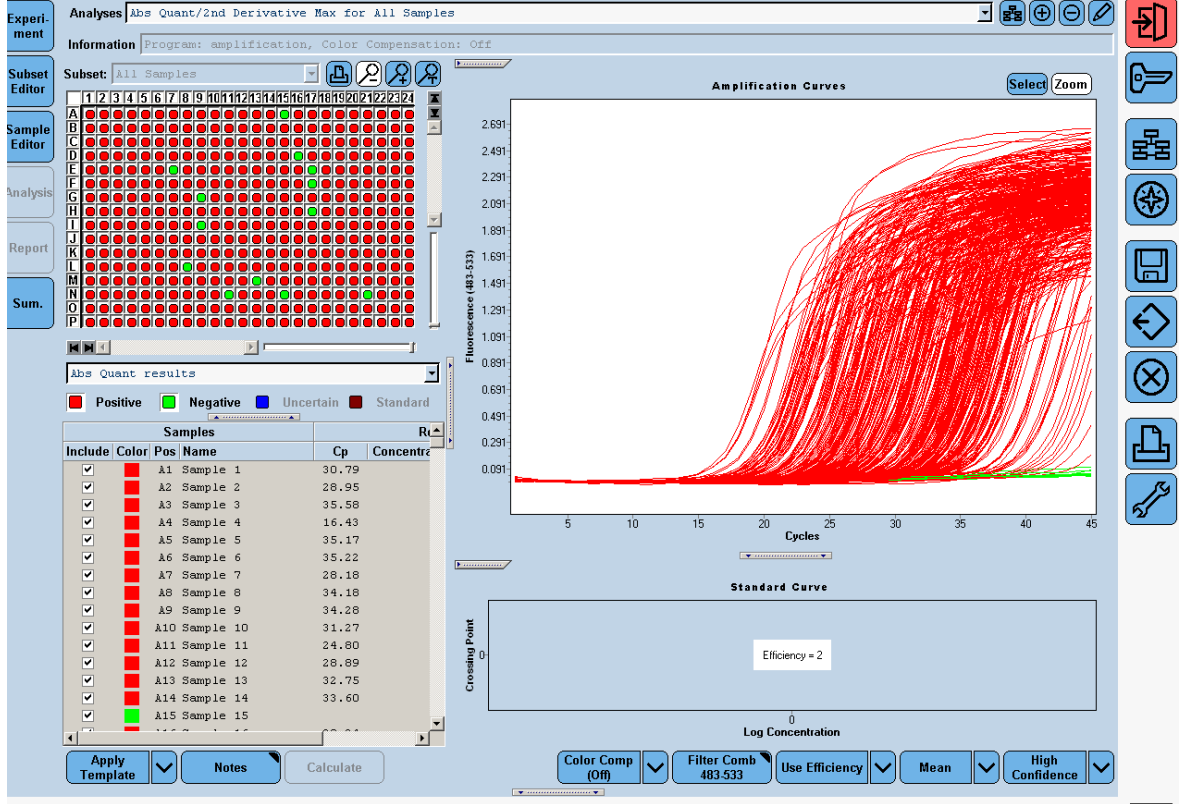 Experi-
ment
Analyses Abs Quant/2nd Derivative Max for All Samples
Information Program: amplification, Color Compensation: Off
Subset
Editor
Subset: All Samples
Sample
Editor
Analysis
Report
Sum.
1 2 3 4 5 6 7 8 9 10 11 12 13 14 15 16 17 18 19 20 21 22 23 24
A
B
C
D
E
F
G
H
I
J
K
L
M
N
O
P
Abs Quant results
Positive Negative Uncertain Standard
Samples
Include Color Pos Name Cp Concentra
A1 Sample 1 30.79
A2 Sample 2 28.95
A3 Sample 3 35.58
A4 Sample 4 16.43
A5 Sample 5 35.17
A6 Sample 6 35.22
A7 Sample 7 28.18
A8 Sample 8 34.18
A9 Sample 9 34.28
A10 Sample 10 31.27
A11 Sample 11 24.80
A12 Sample 12 28.89
A13 Sample 13 32.75
A14 Sample 14 33.60
A15 Sample 15
Amplification Curves
Select Zoom
Fluorescence (483-533)
2.691
2.491
2.291
2.091
1.891
1.691
1.491
1.291
1.091
0.891
0.691
0.491
0.291
0.091
5 10 15 20 25 30 35 40 45
Cycles
Standard Curve
Crossing Point
0
Efficiency = 2
0
Log Concentration
Apply
Template
Notes
Calculate
Color Comp
(Off)
Filter Comb
483-533
Use Efficiency
Mean
High
Confidence